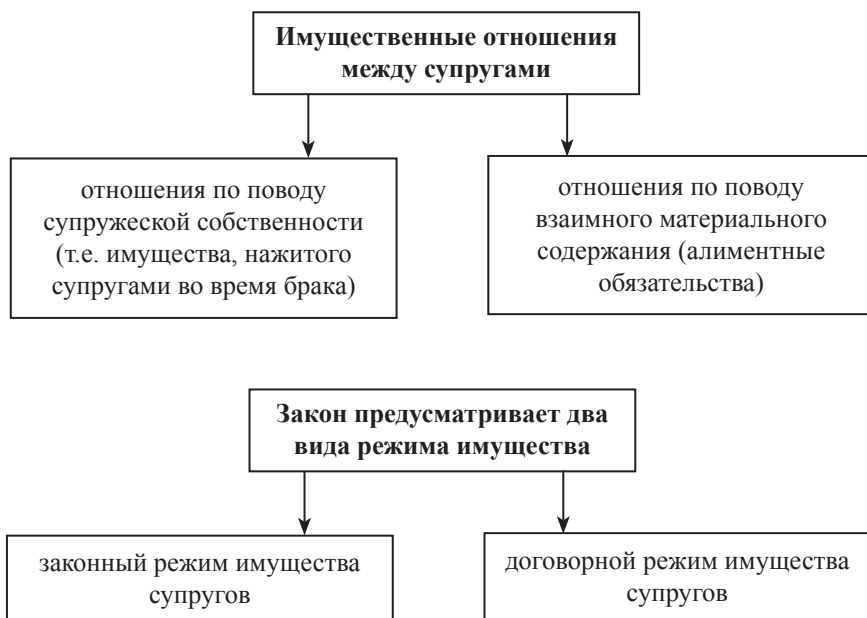 Имущественные отношения
между супругами
отношения по поводу
супружеской собственности
(т.е. имущества, нажитого
супругами во время брака)
отношения по поводу
взаимного материального
содержания (алиментные
обязательства)
Закон предусматривает два
вида режима имущества
законный режим имущества
супругов
договорной режим имущества
супругов